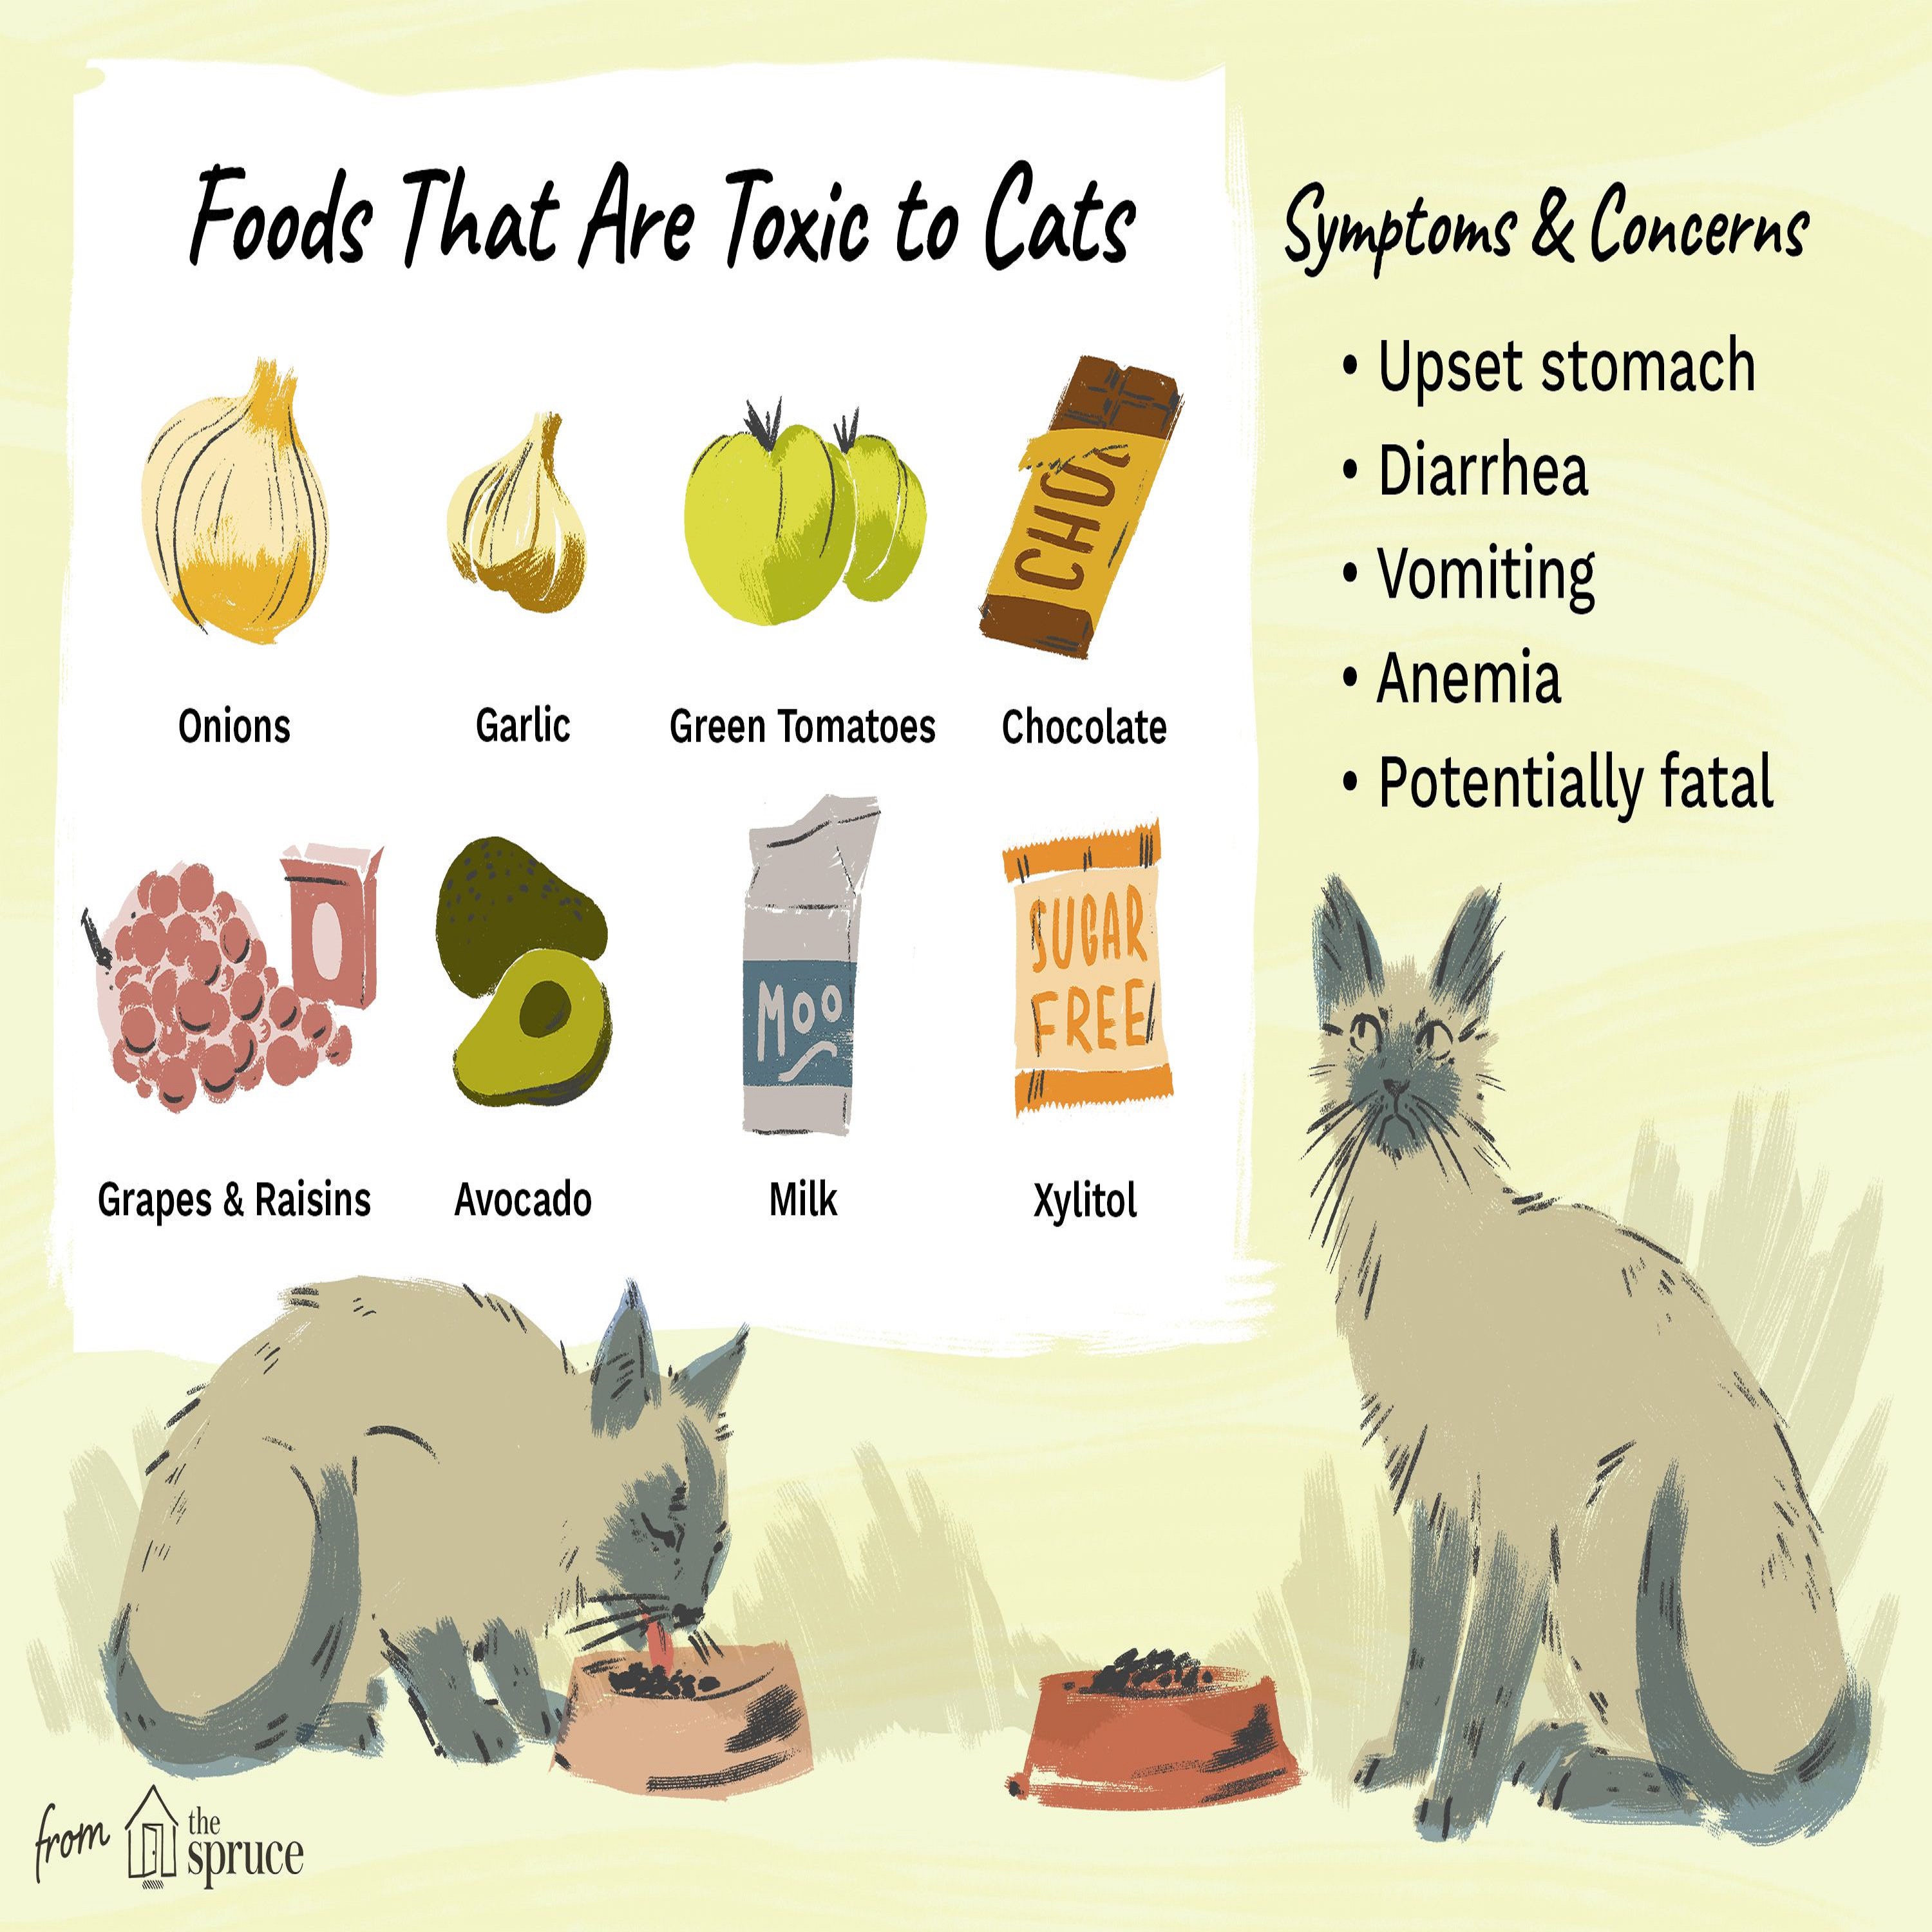 Foods That Are Toxic to Cats
Symptoms & Concerns
• Upset stomach
• Diarrhea
• Vomiting
• Anemia
• Potentially fatal
CHO
Onions
Garlic
Green Tomatoes
Chocolate
MOO
SUGAR
FREE
Grapes & Raisins
Avocado
Milk
Xylitol
from
the
spruce